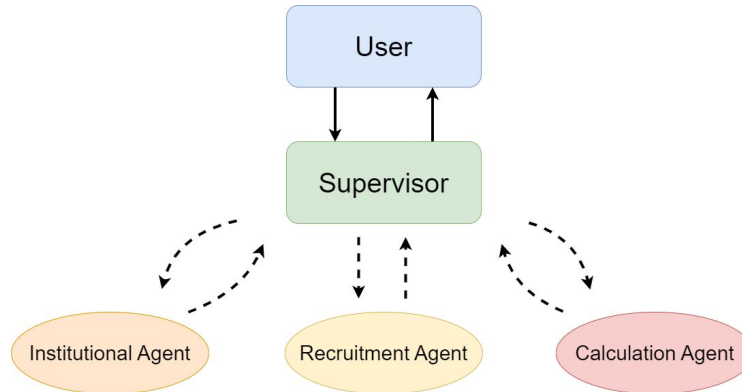 User
Supervisor
Institutional Agent
Recruitment Agent
Calculation Agent